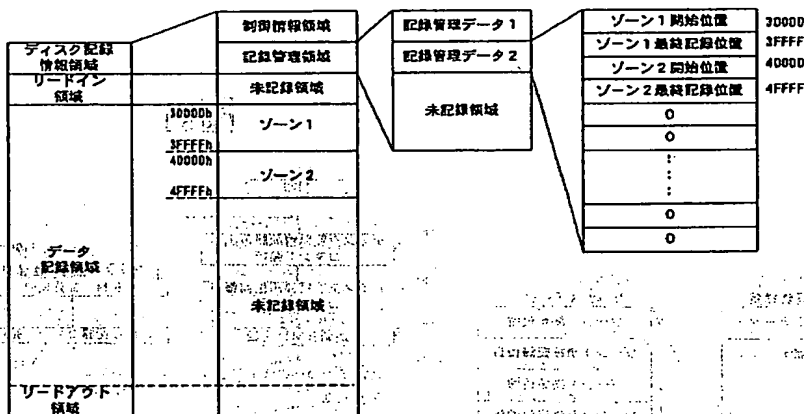 ディスク記録
情報領域
リードイン
領域
データ
記録領域
リードアウト
領域
制御情報領域
記録管理領域
未記録領域
30000h
ゾーン1
3FFFFh
40000h
ゾーン2
4FFFFh
未記録領域
記録管理データ1
記録管理データ2
未記録領域
ゾーン1開始位置
30000
ゾーン1最終記録位置
3FFFF
ゾーン2開始位置
40000
ゾーン2最終記録位置
4FFFF
0
0
0
0